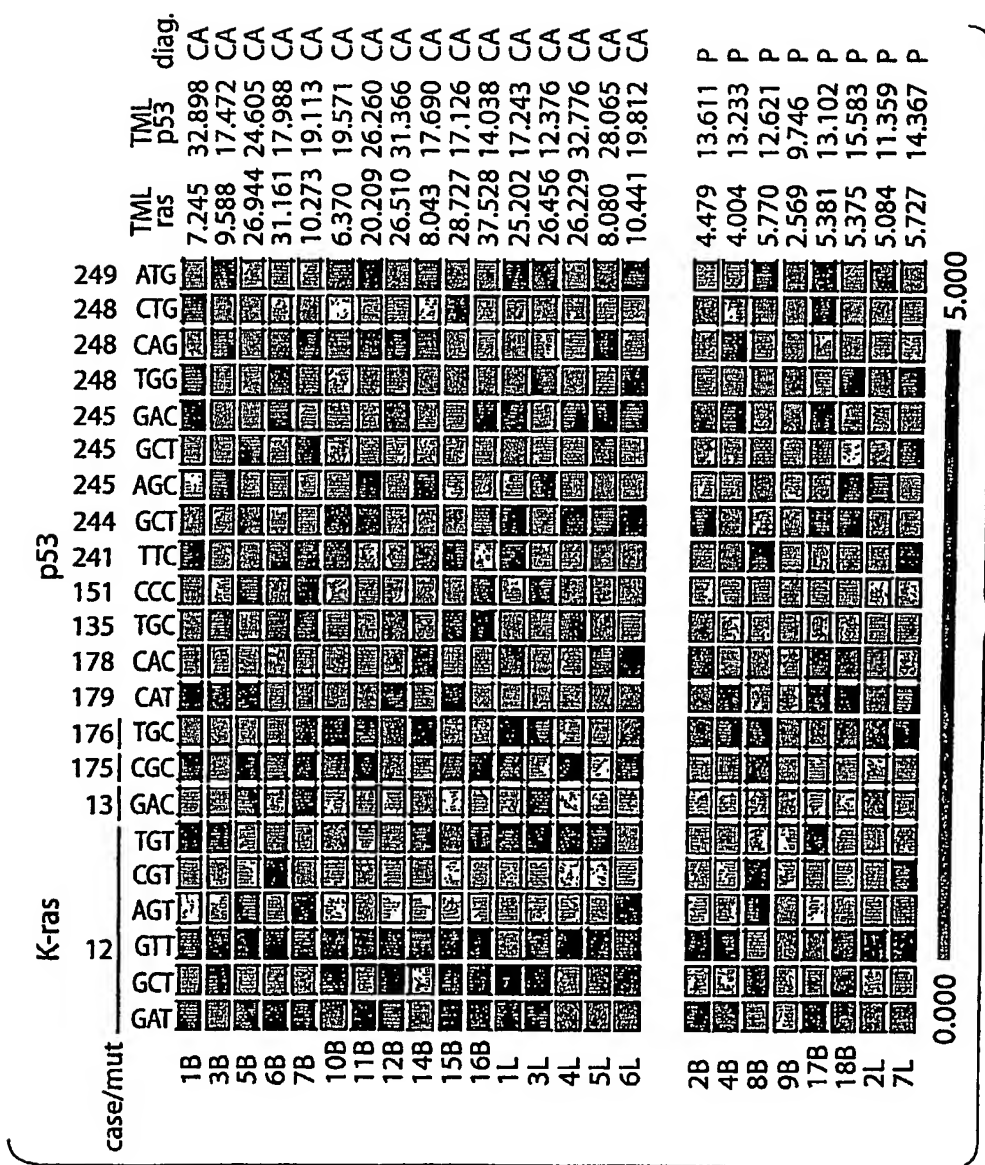 K-ras p53
12 13 175 176 179 178 135 151 241 244 245 245 245 248 248 248 249 TML ras TML p53 diag.
case/mut GAT GCT GTT AGT CGT TGT GAC CGC TGC CAT CAC TGC CCC TTC GCT AGC GCT GAC TGG CAG CTG ATG
1B 7.245 32.898 CA
3B 9.588 17.472 CA
5B 26.944 24.605 CA
6B 31.161 17.988 CA
7B 10.273 19.113 CA
10B 6.370 19.571 CA
11B 20.209 26.260 CA
12B 26.510 31.366 CA
14B 8.043 17.690 CA
15B 28.727 17.126 CA
16B 37.528 14.038 CA
1L 25.202 17.243 CA
3L 26.456 12.376 CA
4L 26.229 32.776 CA
5L 8.080 28.065 CA
6L 10.441 19.812 CA
2B 4.479 13.611 P
4B 4.004 13.233 P
8B 5.770 12.621 P
9B 2.569 9.746 P
17B 5.381 13.102 P
18B 5.375 15.583 P
2L 5.084 11.359 P
7L 5.727 14.367 P
0.000 5.000